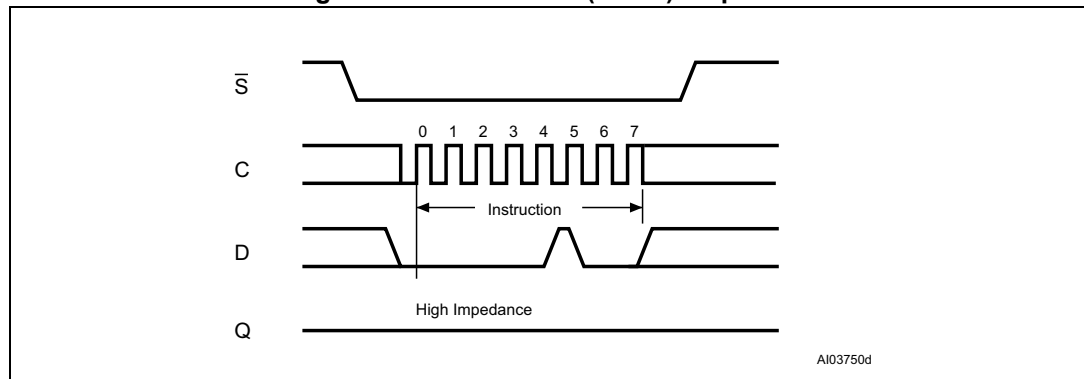 S̅
0 1 2 3 4 5 6 7
C
Instruction
D
High Impedance
Q
AI03750d